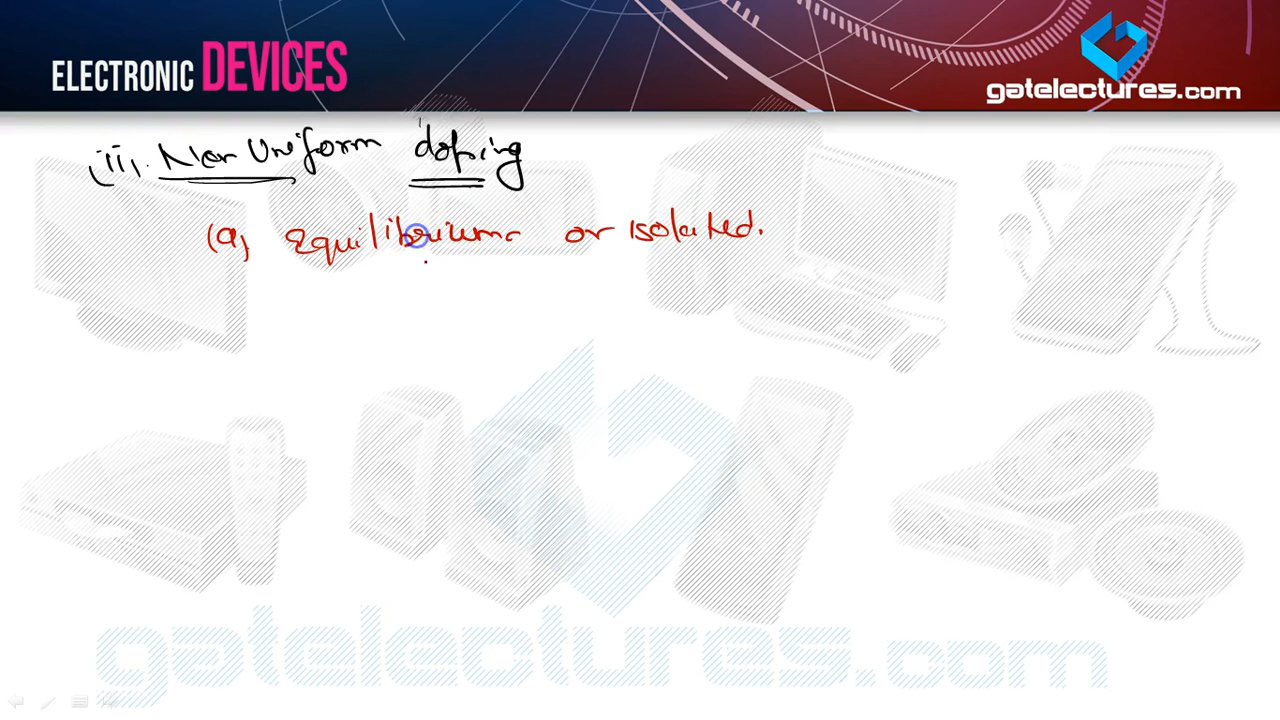 ELECTRONIC DEVICES
gatelectures.com
(ii). Non Uniform doping
(a) Equilibrium or isolated.
gatelectures.com